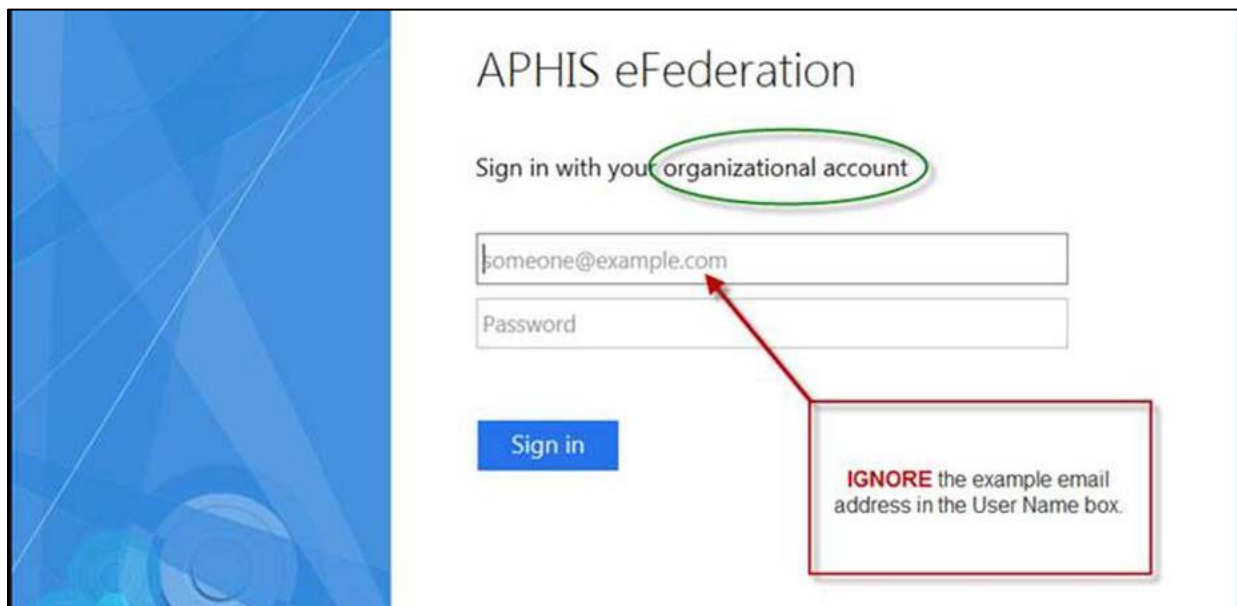 APHIS eFederation
Sign in with your organizational account
someone@example.com
Password
Sign in
IGNORE the example email
address in the User Name box.